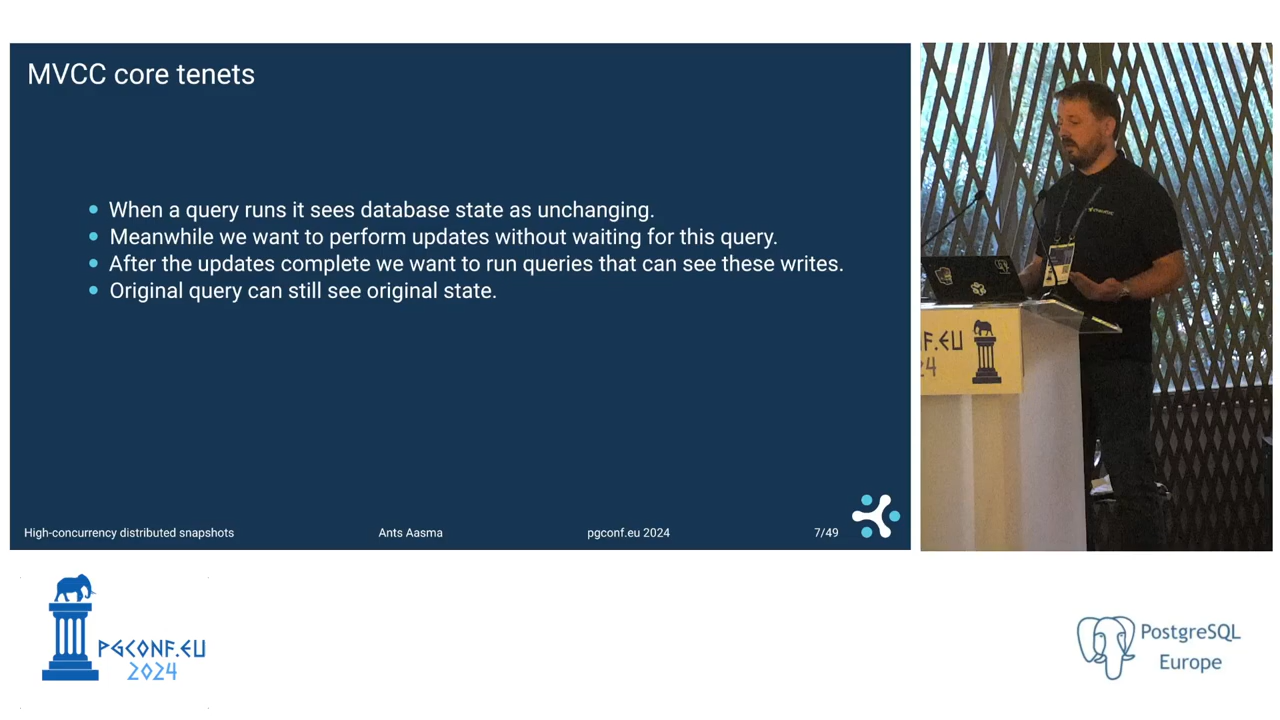 MVCC core tenets
When a query runs it sees database state as unchanging.
Meanwhile we want to perform updates without waiting for this query.
After the updates complete we want to run queries that can see these writes.
Original query can still see original state.
High-concurrency distributed snapshots
Ants Aasma
pgconf.eu 2024
7/49
NF.EU
24
PGCONF.EU
2024
PostgreSQL
Europe